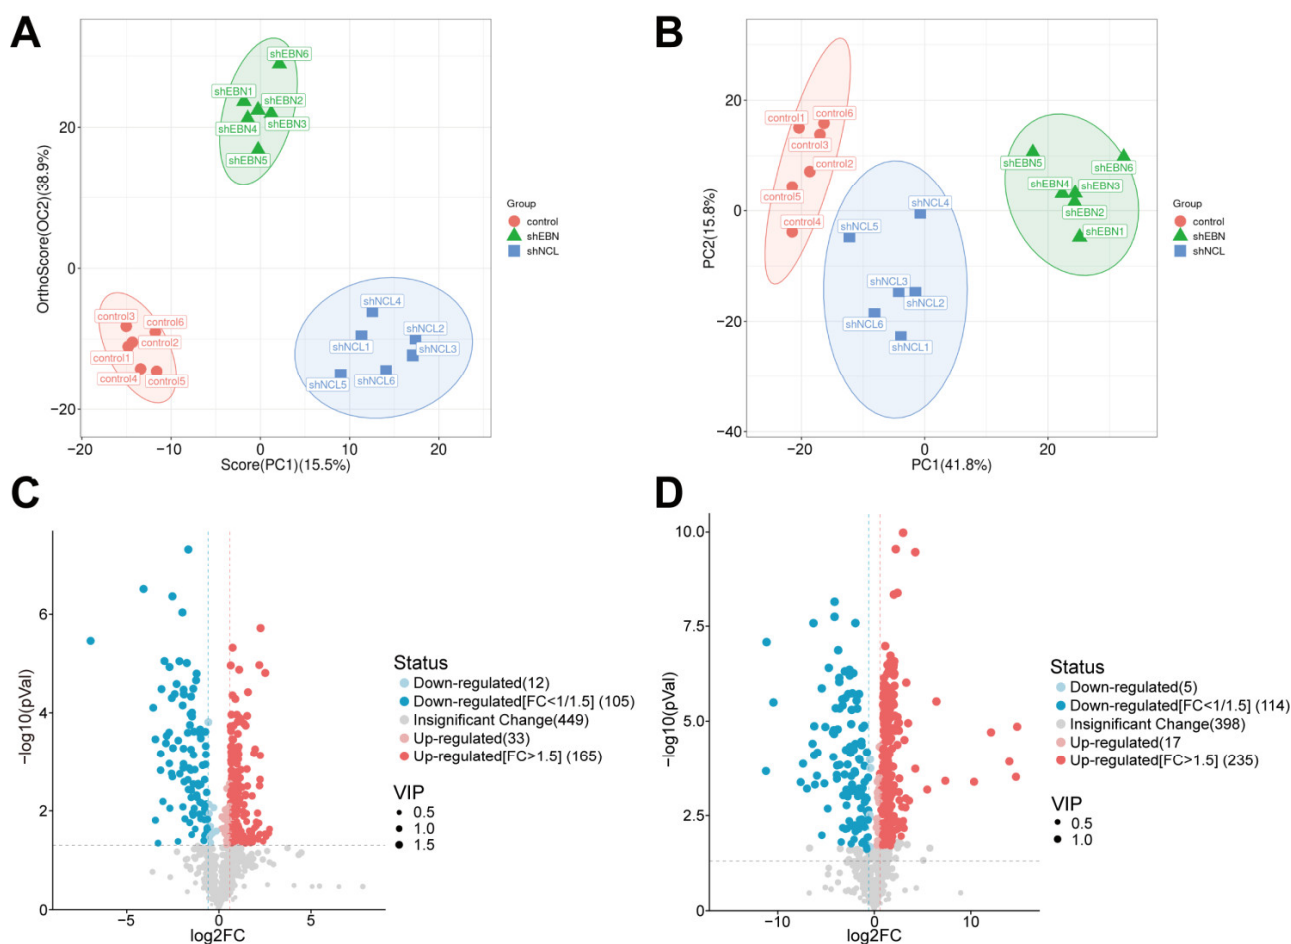 A
OrthoScore(OC2)(38.9%)
20
0
−20
shEBN6
shEBN1
shEBN2
shEBN4
shEBN3
shEBN5
control3
control6
control2
control1
control4
control5
shNCL4
shNCL2
shNCL1
shNCL3
shNCL5
shNCL6
−20
−10
0
10
20
Score(PC1)(15.5%)
Group
control
shEBN
shNCL
B
PC2(15.8%)
20
0
−20
−40
control1
control6
control3
control2
control5
control4
shNCL4
shNCL5
shNCL3
shNCL2
shNCL6
shNCL1
shEBN5
shEBN6
shEBN4
shEBN3
shEBN2
shEBN1
−20
0
20
PC1(41.8%)
Group
control
shEBN
shNCL
C
−log10(pVal)
6
4
2
0
−5
0
5
log2FC
Status
Down-regulated(12)
Down-regulated[FC<1/1.5] (105)
Insignificant Change(449)
Up-regulated(33)
Up-regulated[FC>1.5] (165)
VIP
0.5
1.0
1.5
D
−log10(pVal)
10.0
7.5
5.0
2.5
0
−10
0
10
log2FC
Status
Down-regulated(5)
Down-regulated[FC<1/1.5] (114)
Insignificant Change(398)
Up-regulated(17
Up-regulated[FC>1.5] (235)
VIP
0.5
1.0